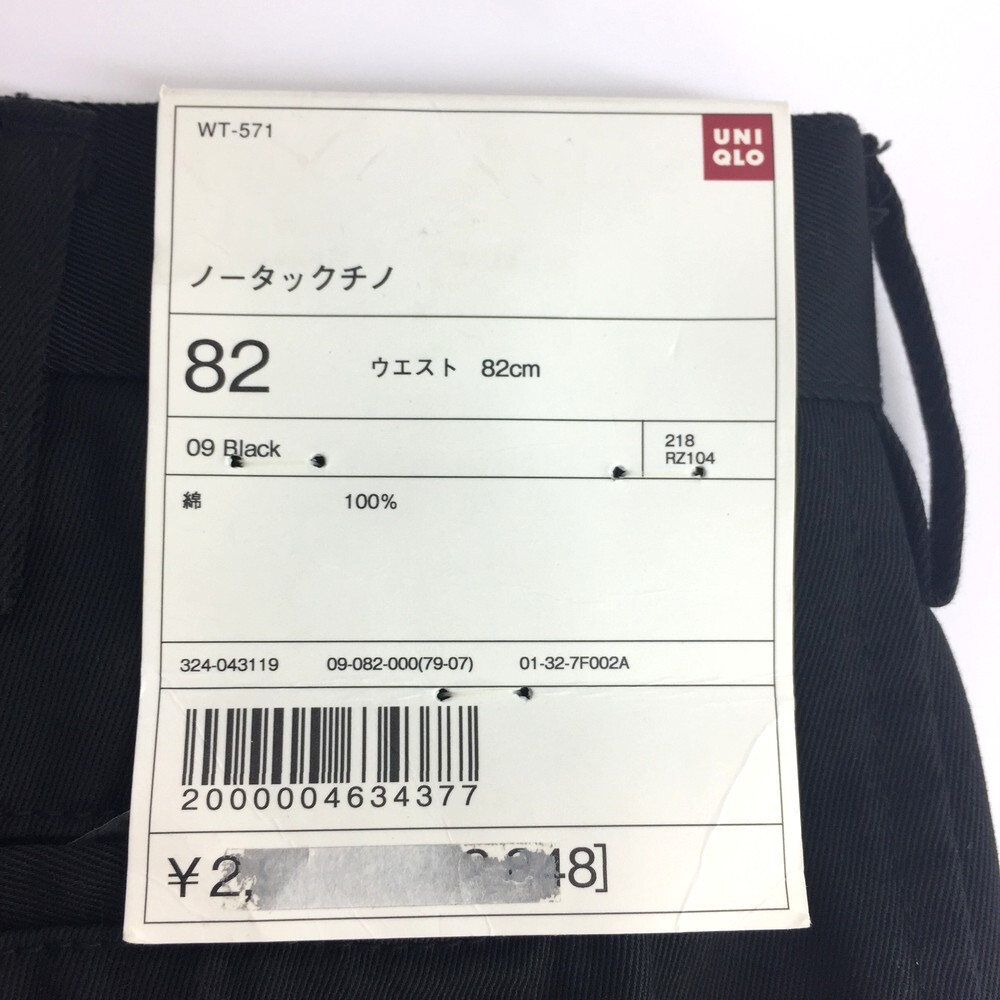 WT-571
UNI
QLO
ノータックチノ
82 ウエスト 82cm
09 Black
218
RZ104
綿 100%
324-043119 09-082-000(79-07) 01-32-7F002A
2000004634377
¥2, 48]